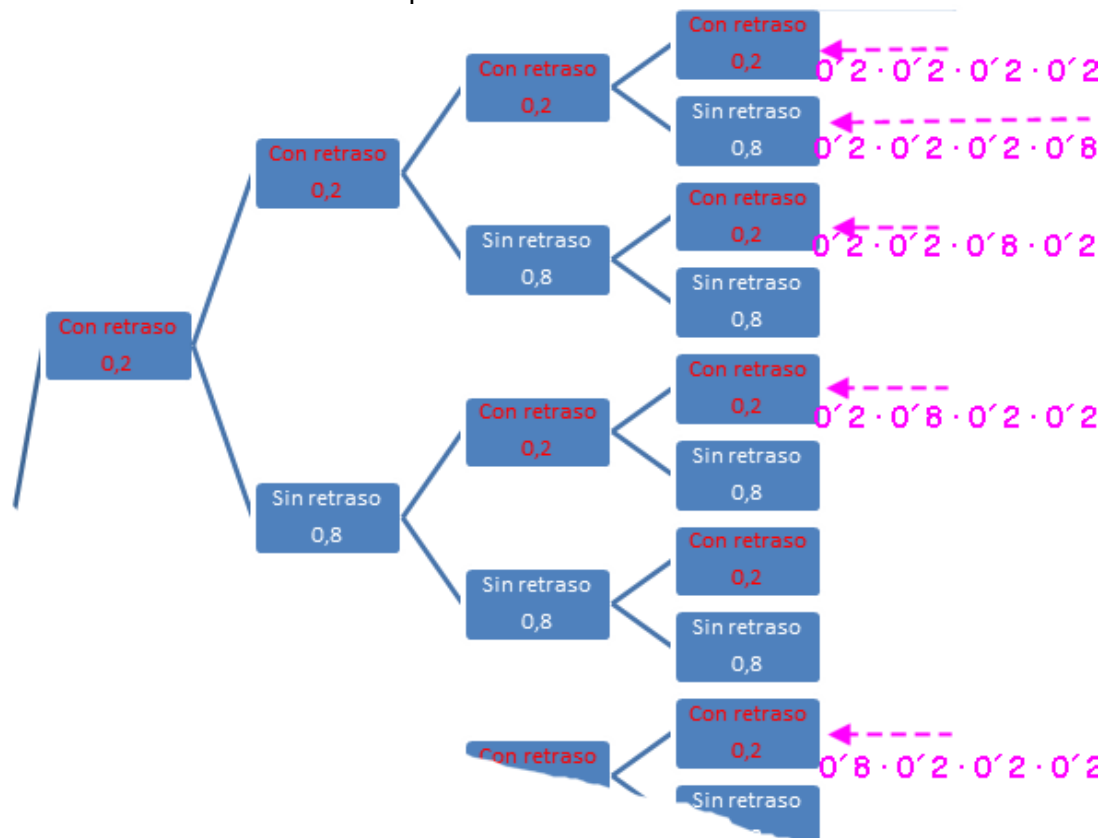 Con retraso
0,2
0´2 · 0´2 · 0´2 · 0´2
Con retraso
0,2
Sin retraso
0,8
0´2 · 0´2 · 0´2 · 0´8
Con retraso
0,2
Con retraso
0,2
0´2 · 0´2 · 0´8 · 0´2
Sin retraso
0,8
Sin retraso
0,8
Con retraso
0,2
Con retraso
0,2
0´2 · 0´8 · 0´2 · 0´2
Con retraso
0,2
Sin retraso
0,8
Sin retraso
0,8
Con retraso
0,2
Sin retraso
0,8
Sin retraso
0,8
Con retraso
0,2
0´8 · 0´2 · 0´2 · 0´2
Con retraso
Sin retraso